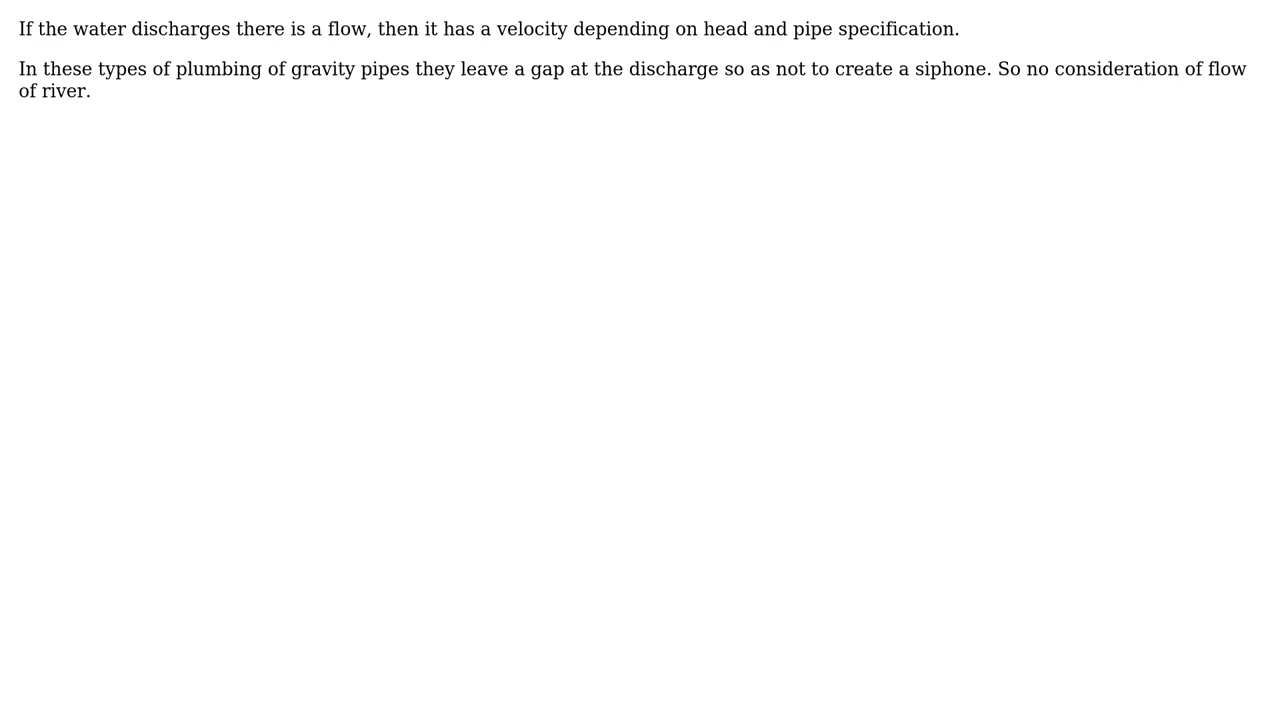 If the water discharges there is a flow, then it has a velocity depending on head and pipe specification.
In these types of plumbing of gravity pipes they leave a gap at the discharge so as not to create a siphone. So no consideration of flow
of river.